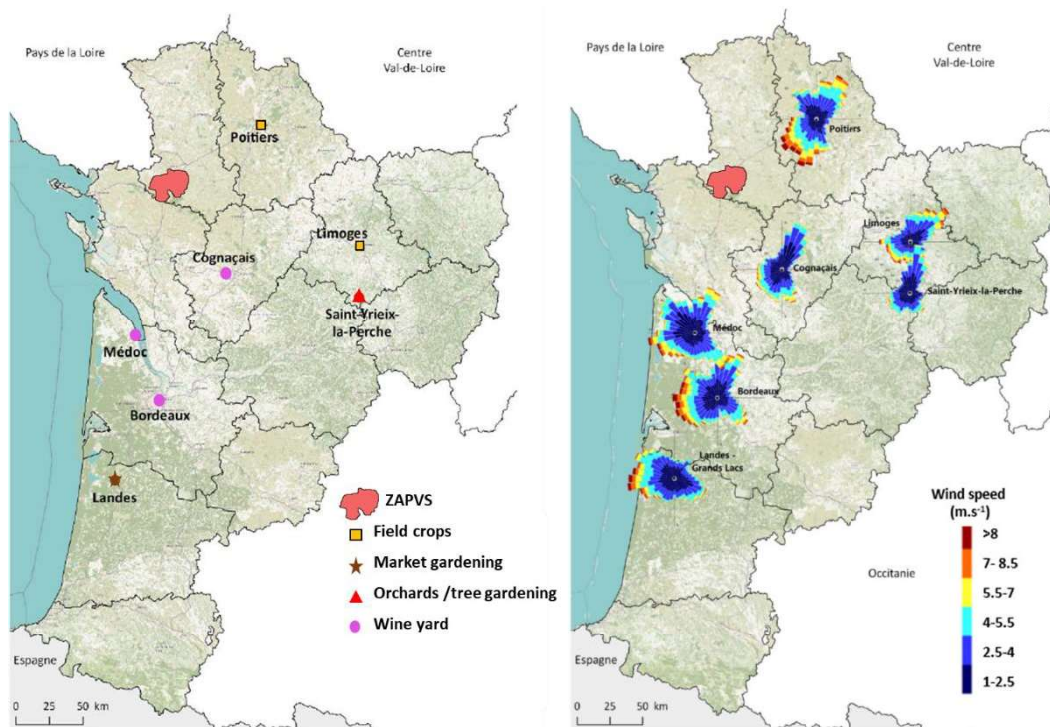 Pays de la Loire
Centre
Val-de-Loire
Poitiers
Limoges
Cognaçais
Saint-Yrieix-
la-Perche
Médoc
Bordeaux
Landes
ZAPVS
Field crops
Market gardening
Orchards /tree gardening
Wine yard
Espagne
0 25 50 km
Pays de la Loire
Centre
Val-de-Loire
Poitiers
Limoges
Cognaçais
Saint-Yrieix-la-Perche
Médoc
Bordeaux
Landes -
Grands Lacs
Wind speed
(m.s-1)
>8
7- 8.5
5.5-7
4-5.5
2.5-4
1-2.5
Occitanie
Espagne
0 25 50 km